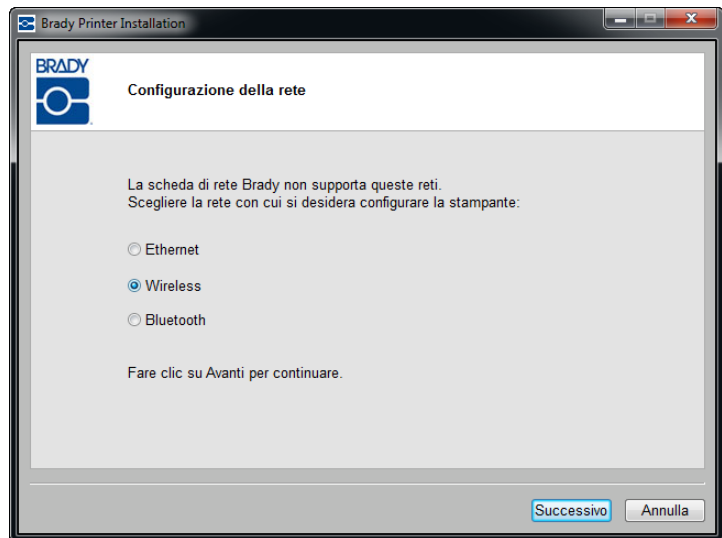 Brady Printer Installation
BRADY
Configurazione della rete
La scheda di rete Brady non supporta queste reti.
Scegliere la rete con cui si desidera configurare la stampante:
Ethernet
Wireless
Bluetooth
Fare clic su Avanti per continuare.
Successivo Annulla